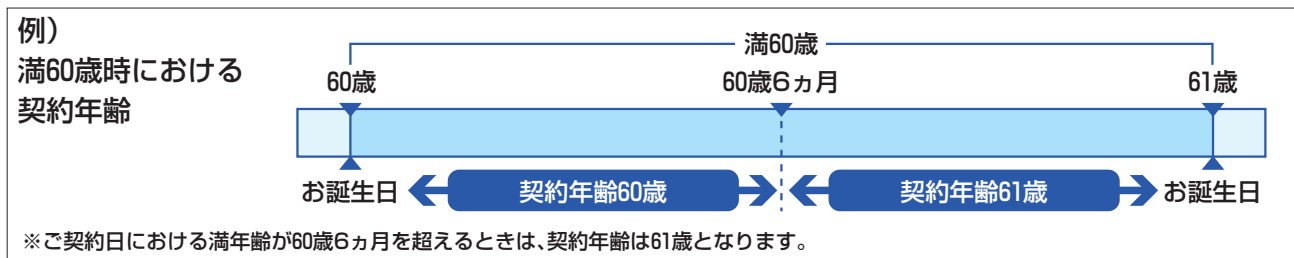 例）
満60歳時における
契約年齢
満60歳
60歳
60歳6ヵ月
61歳
お誕生日
契約年齢60歳
契約年齢61歳
お誕生日
※ご契約日における満年齢が60歳6ヵ月を超えるときは、契約年齢は61歳となります。